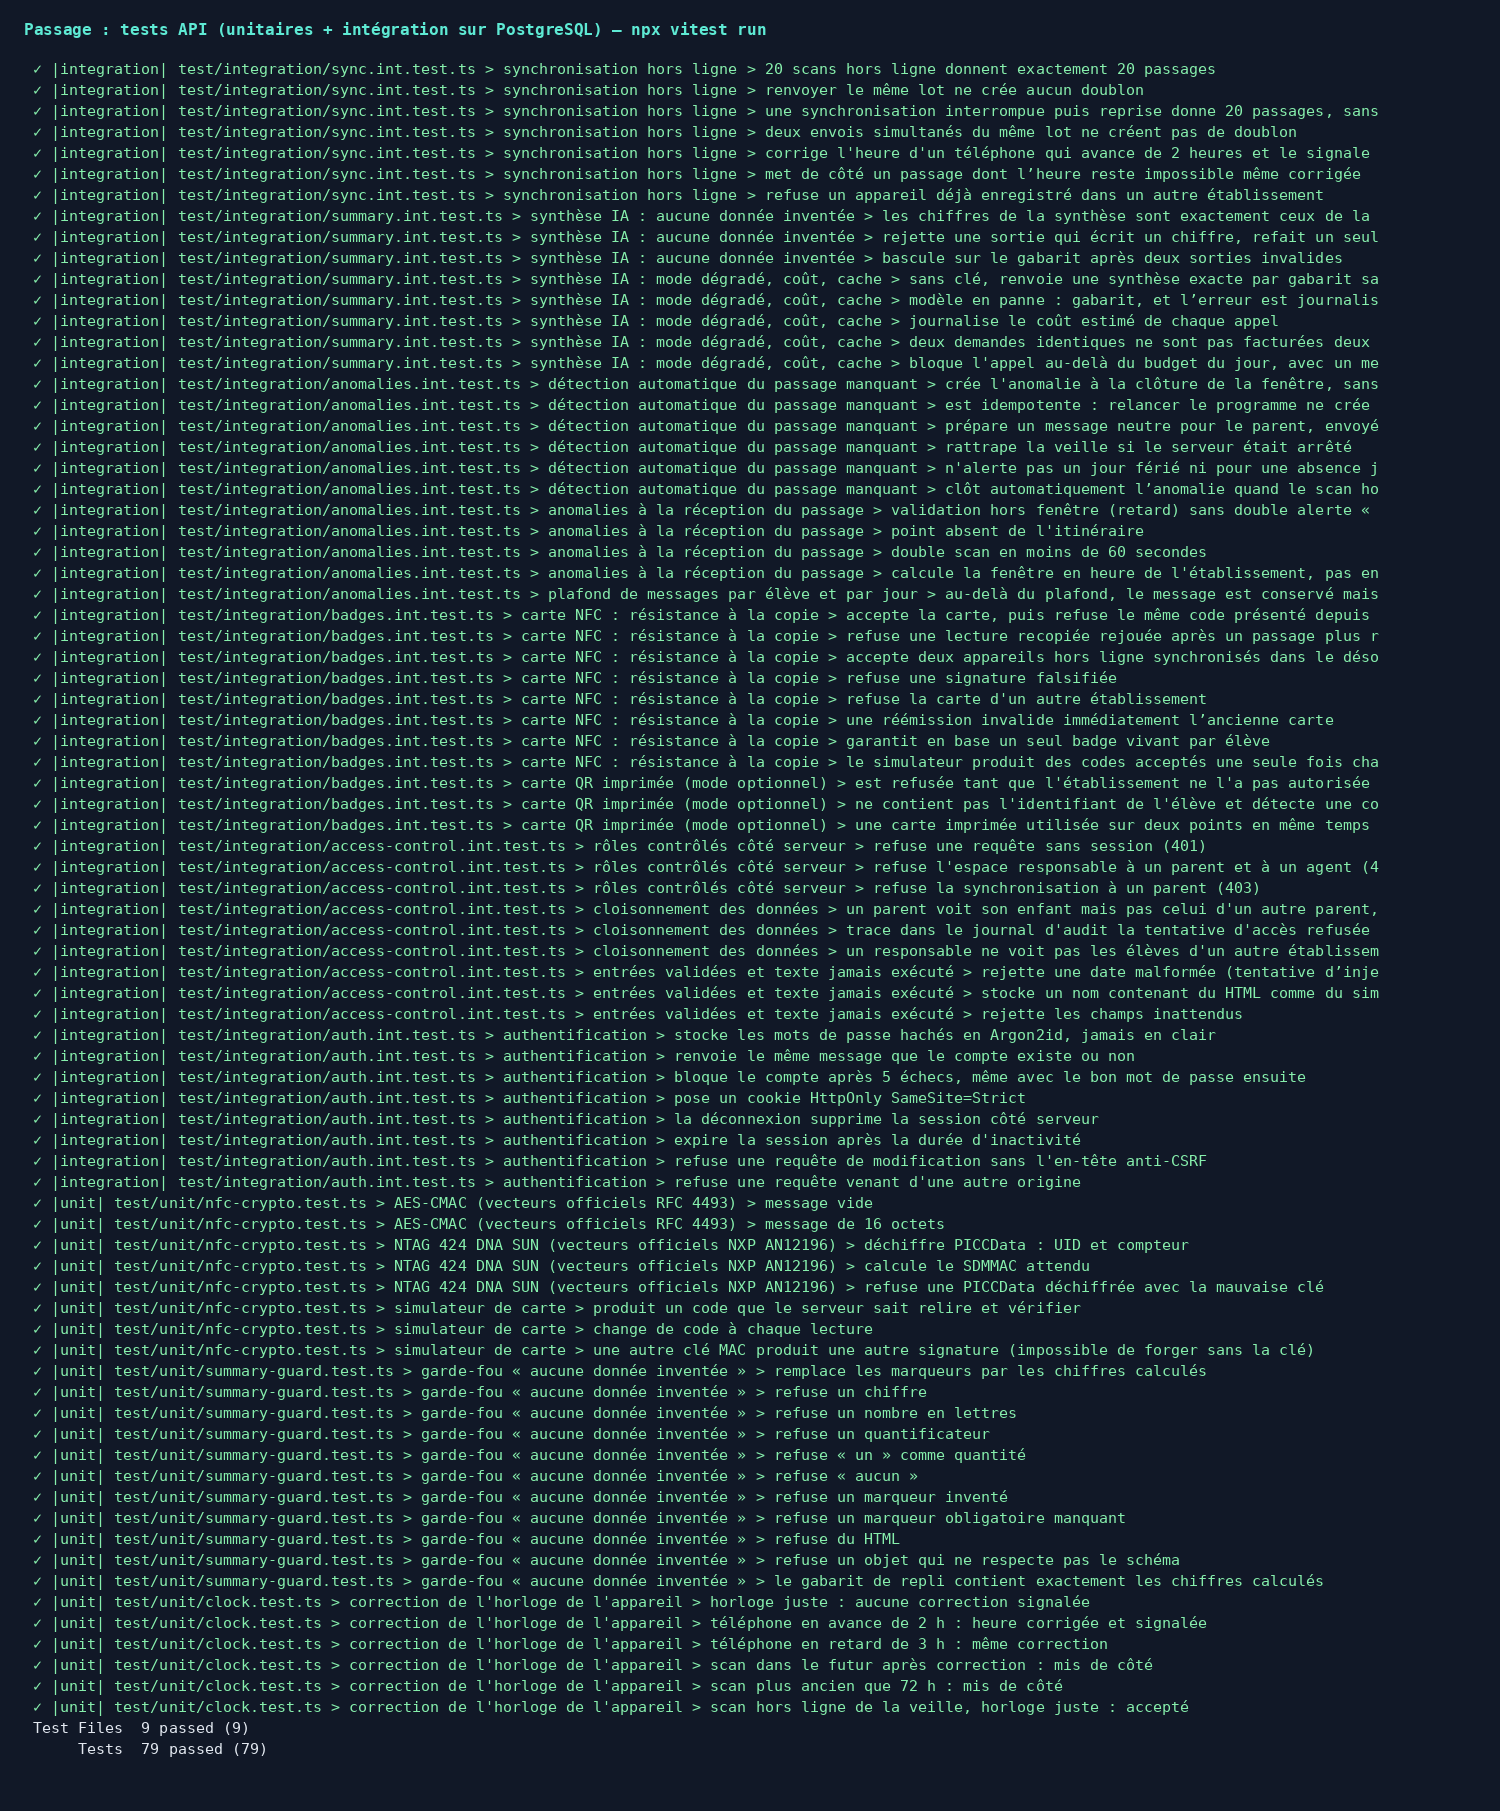 Passage : tests API (unitaires + intégration sur PostgreSQL) — npx vitest run
✓ |integration| test/integration/sync.int.test.ts > synchronisation hors ligne > 20 scans hors ligne donnent exactement 20 passages
✓ |integration| test/integration/sync.int.test.ts > synchronisation hors ligne > renvoyer le même lot ne crée aucun doublon
✓ |integration| test/integration/sync.int.test.ts > synchronisation hors ligne > une synchronisation interrompue puis reprise donne 20 passages, sans
✓ |integration| test/integration/sync.int.test.ts > synchronisation hors ligne > deux envois simultanés du même lot ne créent pas de doublon
✓ |integration| test/integration/sync.int.test.ts > synchronisation hors ligne > corrige l'heure d'un téléphone qui avance de 2 heures et le signale
✓ |integration| test/integration/sync.int.test.ts > synchronisation hors ligne > met de côté un passage dont l’heure reste impossible même corrigée
✓ |integration| test/integration/sync.int.test.ts > synchronisation hors ligne > refuse un appareil déjà enregistré dans un autre établissement
✓ |integration| test/integration/summary.int.test.ts > synthèse IA : aucune donnée inventée > les chiffres de la synthèse sont exactement ceux de la
✓ |integration| test/integration/summary.int.test.ts > synthèse IA : aucune donnée inventée > rejette une sortie qui écrit un chiffre, refait un seul
✓ |integration| test/integration/summary.int.test.ts > synthèse IA : aucune donnée inventée > bascule sur le gabarit après deux sorties invalides
✓ |integration| test/integration/summary.int.test.ts > synthèse IA : mode dégradé, coût, cache > sans clé, renvoie une synthèse exacte par gabarit sa
✓ |integration| test/integration/summary.int.test.ts > synthèse IA : mode dégradé, coût, cache > modèle en panne : gabarit, et l’erreur est journalis
✓ |integration| test/integration/summary.int.test.ts > synthèse IA : mode dégradé, coût, cache > journalise le coût estimé de chaque appel
✓ |integration| test/integration/summary.int.test.ts > synthèse IA : mode dégradé, coût, cache > deux demandes identiques ne sont pas facturées deux
✓ |integration| test/integration/summary.int.test.ts > synthèse IA : mode dégradé, coût, cache > bloque l'appel au-delà du budget du jour, avec un me
✓ |integration| test/integration/anomalies.int.test.ts > détection automatique du passage manquant > crée l'anomalie à la clôture de la fenêtre, sans
✓ |integration| test/integration/anomalies.int.test.ts > détection automatique du passage manquant > est idempotente : relancer le programme ne crée
✓ |integration| test/integration/anomalies.int.test.ts > détection automatique du passage manquant > prépare un message neutre pour le parent, envoyé
✓ |integration| test/integration/anomalies.int.test.ts > détection automatique du passage manquant > rattrape la veille si le serveur était arrêté
✓ |integration| test/integration/anomalies.int.test.ts > détection automatique du passage manquant > n'alerte pas un jour férié ni pour une absence j
✓ |integration| test/integration/anomalies.int.test.ts > détection automatique du passage manquant > clôt automatiquement l’anomalie quand le scan ho
✓ |integration| test/integration/anomalies.int.test.ts > anomalies à la réception du passage > validation hors fenêtre (retard) sans double alerte «
✓ |integration| test/integration/anomalies.int.test.ts > anomalies à la réception du passage > point absent de l'itinéraire
✓ |integration| test/integration/anomalies.int.test.ts > anomalies à la réception du passage > double scan en moins de 60 secondes
✓ |integration| test/integration/anomalies.int.test.ts > anomalies à la réception du passage > calcule la fenêtre en heure de l'établissement, pas en
✓ |integration| test/integration/anomalies.int.test.ts > plafond de messages par élève et par jour > au-delà du plafond, le message est conservé mais
✓ |integration| test/integration/badges.int.test.ts > carte NFC : résistance à la copie > accepte la carte, puis refuse le même code présenté depuis
✓ |integration| test/integration/badges.int.test.ts > carte NFC : résistance à la copie > refuse une lecture recopiée rejouée après un passage plus r
✓ |integration| test/integration/badges.int.test.ts > carte NFC : résistance à la copie > accepte deux appareils hors ligne synchronisés dans le déso
✓ |integration| test/integration/badges.int.test.ts > carte NFC : résistance à la copie > refuse une signature falsifiée
✓ |integration| test/integration/badges.int.test.ts > carte NFC : résistance à la copie > refuse la carte d'un autre établissement
✓ |integration| test/integration/badges.int.test.ts > carte NFC : résistance à la copie > une réémission invalide immédiatement l’ancienne carte
✓ |integration| test/integration/badges.int.test.ts > carte NFC : résistance à la copie > garantit en base un seul badge vivant par élève
✓ |integration| test/integration/badges.int.test.ts > carte NFC : résistance à la copie > le simulateur produit des codes acceptés une seule fois cha
✓ |integration| test/integration/badges.int.test.ts > carte QR imprimée (mode optionnel) > est refusée tant que l'établissement ne l'a pas autorisée
✓ |integration| test/integration/badges.int.test.ts > carte QR imprimée (mode optionnel) > ne contient pas l'identifiant de l'élève et détecte une co
✓ |integration| test/integration/badges.int.test.ts > carte QR imprimée (mode optionnel) > une carte imprimée utilisée sur deux points en même temps
✓ |integration| test/integration/access-control.int.test.ts > rôles contrôlés côté serveur > refuse une requête sans session (401)
✓ |integration| test/integration/access-control.int.test.ts > rôles contrôlés côté serveur > refuse l'espace responsable à un parent et à un agent (4
✓ |integration| test/integration/access-control.int.test.ts > rôles contrôlés côté serveur > refuse la synchronisation à un parent (403)
✓ |integration| test/integration/access-control.int.test.ts > cloisonnement des données > un parent voit son enfant mais pas celui d'un autre parent,
✓ |integration| test/integration/access-control.int.test.ts > cloisonnement des données > trace dans le journal d'audit la tentative d'accès refusée
✓ |integration| test/integration/access-control.int.test.ts > cloisonnement des données > un responsable ne voit pas les élèves d'un autre établissem
✓ |integration| test/integration/access-control.int.test.ts > entrées validées et texte jamais exécuté > rejette une date malformée (tentative d’inje
✓ |integration| test/integration/access-control.int.test.ts > entrées validées et texte jamais exécuté > stocke un nom contenant du HTML comme du sim
✓ |integration| test/integration/access-control.int.test.ts > entrées validées et texte jamais exécuté > rejette les champs inattendus
✓ |integration| test/integration/auth.int.test.ts > authentification > stocke les mots de passe hachés en Argon2id, jamais en clair
✓ |integration| test/integration/auth.int.test.ts > authentification > renvoie le même message que le compte existe ou non
✓ |integration| test/integration/auth.int.test.ts > authentification > bloque le compte après 5 échecs, même avec le bon mot de passe ensuite
✓ |integration| test/integration/auth.int.test.ts > authentification > pose un cookie HttpOnly SameSite=Strict
✓ |integration| test/integration/auth.int.test.ts > authentification > la déconnexion supprime la session côté serveur
✓ |integration| test/integration/auth.int.test.ts > authentification > expire la session après la durée d'inactivité
✓ |integration| test/integration/auth.int.test.ts > authentification > refuse une requête de modification sans l'en-tête anti-CSRF
✓ |integration| test/integration/auth.int.test.ts > authentification > refuse une requête venant d'une autre origine
✓ |unit| test/unit/nfc-crypto.test.ts > AES-CMAC (vecteurs officiels RFC 4493) > message vide
✓ |unit| test/unit/nfc-crypto.test.ts > AES-CMAC (vecteurs officiels RFC 4493) > message de 16 octets
✓ |unit| test/unit/nfc-crypto.test.ts > NTAG 424 DNA SUN (vecteurs officiels NXP AN12196) > déchiffre PICCData : UID et compteur
✓ |unit| test/unit/nfc-crypto.test.ts > NTAG 424 DNA SUN (vecteurs officiels NXP AN12196) > calcule le SDMMAC attendu
✓ |unit| test/unit/nfc-crypto.test.ts > NTAG 424 DNA SUN (vecteurs officiels NXP AN12196) > refuse une PICCData déchiffrée avec la mauvaise clé
✓ |unit| test/unit/nfc-crypto.test.ts > simulateur de carte > produit un code que le serveur sait relire et vérifier
✓ |unit| test/unit/nfc-crypto.test.ts > simulateur de carte > change de code à chaque lecture
✓ |unit| test/unit/nfc-crypto.test.ts > simulateur de carte > une autre clé MAC produit une autre signature (impossible de forger sans la clé)
✓ |unit| test/unit/summary-guard.test.ts > garde-fou « aucune donnée inventée » > remplace les marqueurs par les chiffres calculés
✓ |unit| test/unit/summary-guard.test.ts > garde-fou « aucune donnée inventée » > refuse un chiffre
✓ |unit| test/unit/summary-guard.test.ts > garde-fou « aucune donnée inventée » > refuse un nombre en lettres
✓ |unit| test/unit/summary-guard.test.ts > garde-fou « aucune donnée inventée » > refuse un quantificateur
✓ |unit| test/unit/summary-guard.test.ts > garde-fou « aucune donnée inventée » > refuse « un » comme quantité
✓ |unit| test/unit/summary-guard.test.ts > garde-fou « aucune donnée inventée » > refuse « aucun »
✓ |unit| test/unit/summary-guard.test.ts > garde-fou « aucune donnée inventée » > refuse un marqueur inventé
✓ |unit| test/unit/summary-guard.test.ts > garde-fou « aucune donnée inventée » > refuse un marqueur obligatoire manquant
✓ |unit| test/unit/summary-guard.test.ts > garde-fou « aucune donnée inventée » > refuse du HTML
✓ |unit| test/unit/summary-guard.test.ts > garde-fou « aucune donnée inventée » > refuse un objet qui ne respecte pas le schéma
✓ |unit| test/unit/summary-guard.test.ts > garde-fou « aucune donnée inventée » > le gabarit de repli contient exactement les chiffres calculés
✓ |unit| test/unit/clock.test.ts > correction de l'horloge de l'appareil > horloge juste : aucune correction signalée
✓ |unit| test/unit/clock.test.ts > correction de l'horloge de l'appareil > téléphone en avance de 2 h : heure corrigée et signalée
✓ |unit| test/unit/clock.test.ts > correction de l'horloge de l'appareil > téléphone en retard de 3 h : même correction
✓ |unit| test/unit/clock.test.ts > correction de l'horloge de l'appareil > scan dans le futur après correction : mis de côté
✓ |unit| test/unit/clock.test.ts > correction de l'horloge de l'appareil > scan plus ancien que 72 h : mis de côté
✓ |unit| test/unit/clock.test.ts > correction de l'horloge de l'appareil > scan hors ligne de la veille, horloge juste : accepté
Test Files  9 passed (9)
Tests  79 passed (79)